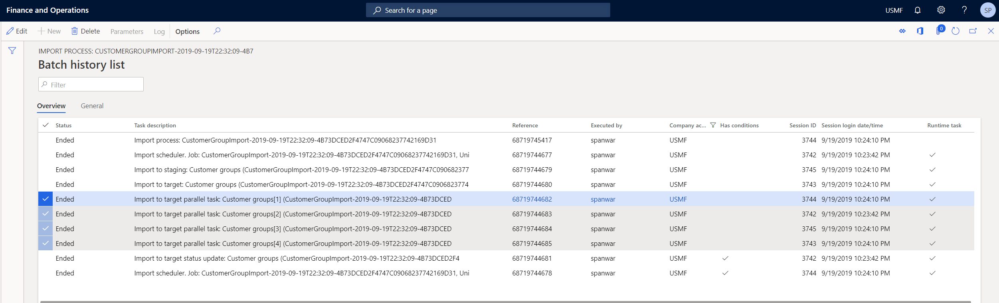 Finance and Operations
Search for a page
USMF
SP
Edit New Delete Parameters Log Options
0
IMPORT PROCESS: CUSTOMERGROUPIMPORT-2019-09-19T22:32:09-4B7
Batch history list
Filter
Overview General
Status Task description Reference Executed by Company ac... Has conditions Session ID Session login date/time Runtime task
Ended Import process: CustomerGroupImport-2019-09-19T22:32:09-4B73DCED2F4747C09068237742169D31 68719745417 spanwar USMF 3744 9/19/2019 10:24:10 PM
Ended Import scheduler. Job: CustomerGroupImport-2019-09-19T22:32:09-4B73DCED2F4747C09068237742169D31, Uni 68719744677 spanwar USMF 3742 9/19/2019 10:23:42 PM
Ended Import to staging: Customer groups (CustomerGroupImport-2019-09-19T22:32:09-4B73DCED2F4747C090682377 68719744679 spanwar USMF 3745 9/19/2019 10:24:10 PM
Ended Import to target: Customer groups (CustomerGroupImport-2019-09-19T22:32:09-4B73DCED2F4747C0906823774 68719744680 spanwar USMF 3743 9/19/2019 10:24:10 PM
Ended Import to target parallel task: Customer groups[1] (CustomerGroupImport-2019-09-19T22:32:09-4B73DCED 68719744682 spanwar USMF 3744 9/19/2019 10:24:10 PM
Ended Import to target parallel task: Customer groups[2] (CustomerGroupImport-2019-09-19T22:32:09-4B73DCED 68719744683 spanwar USMF 3742 9/19/2019 10:23:42 PM
Ended Import to target parallel task: Customer groups[3] (CustomerGroupImport-2019-09-19T22:32:09-4B73DCED 68719744684 spanwar USMF 3745 9/19/2019 10:24:10 PM
Ended Import to target parallel task: Customer groups[4] (CustomerGroupImport-2019-09-19T22:32:09-4B73DCED 68719744685 spanwar USMF 3743 9/19/2019 10:24:10 PM
Ended Import to target status update: Customer groups (CustomerGroupImport-2019-09-19T22:32:09-4B73DCED2F4 68719744681 spanwar USMF 3742 9/19/2019 10:23:42 PM
Ended Import scheduler. Job: CustomerGroupImport-2019-09-19T22:32:09-4B73DCED2F4747C09068237742169D31, Uni 68719744678 spanwar USMF 3744 9/19/2019 10:24:10 PM